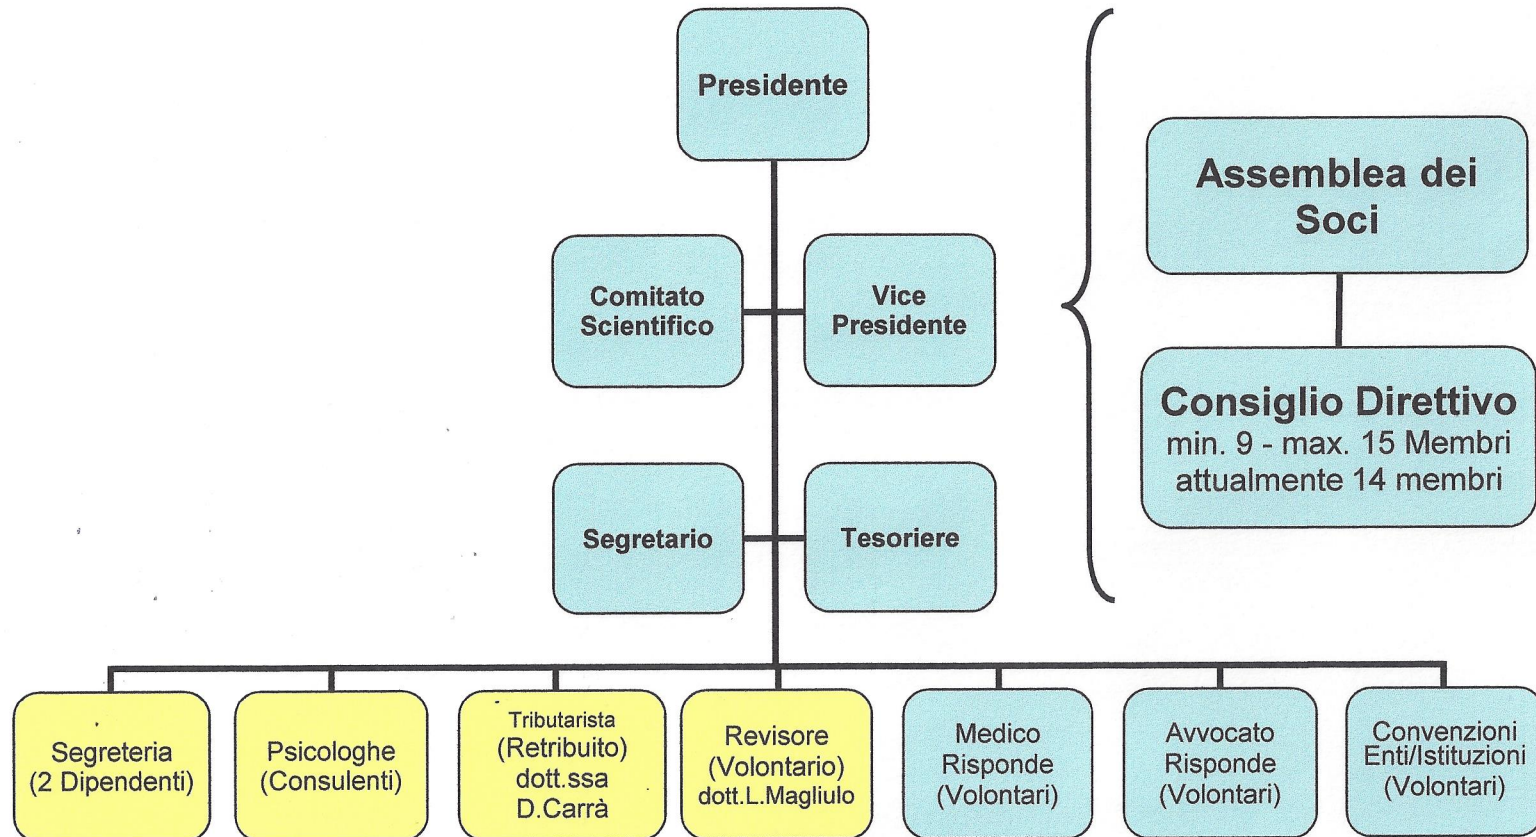 Presidente
Assemblea dei
Soci
Comitato
Scientifico
Vice
Presidente
Consiglio Direttivo
min. 9 - max. 15 Membri
attualmente 14 membri
Segretario
Tesoriere
Segreteria
(2 Dipendenti)
Psicologhe
(Consulenti)
Tributarista
(Retribuito)
dott.ssa
D.Carrà
Revisore
(Volontario)
dott.L.Magliulo
Medico
Risponde
(Volontari)
Avvocato
Risponde
(Volontari)
Convenzioni
Enti/Istituzioni
(Volontari)